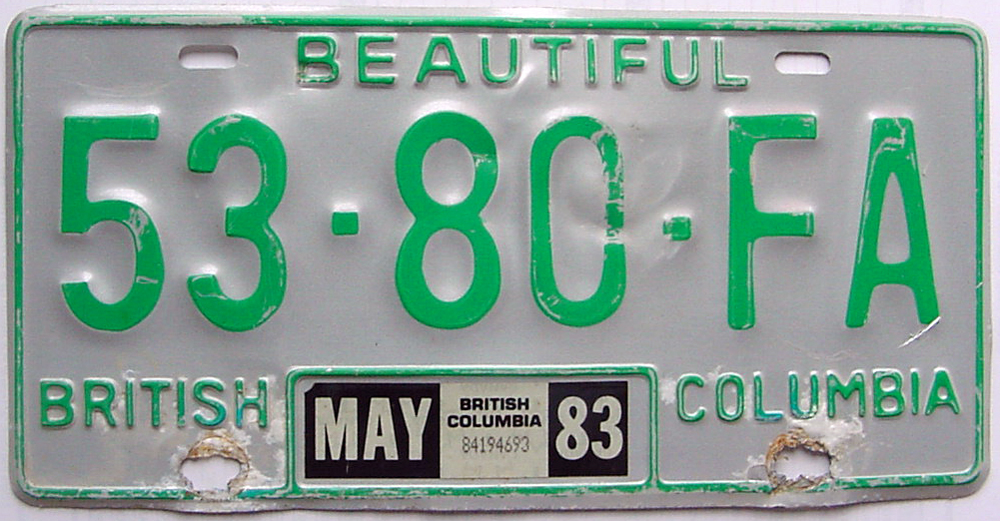 BEAUTIFUL
53·80·FA
BRITISH
MAY
BRITISH
COLUMBIA
84194693
83
COLUMBIA